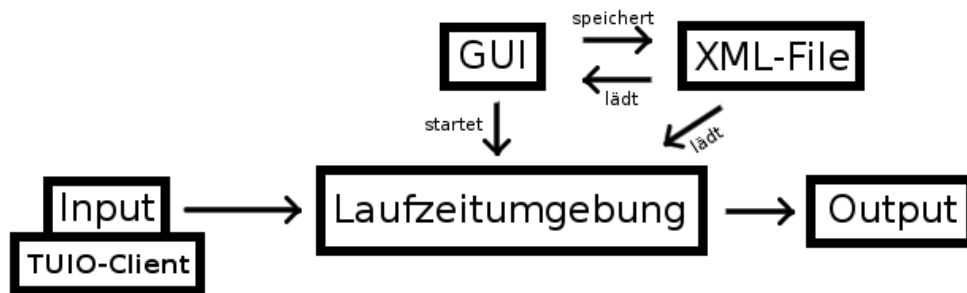 speichert
GUI
XML-File
lädt
startet
lädt
Input
Laufzeitumgebung
Output
TUIO-Client